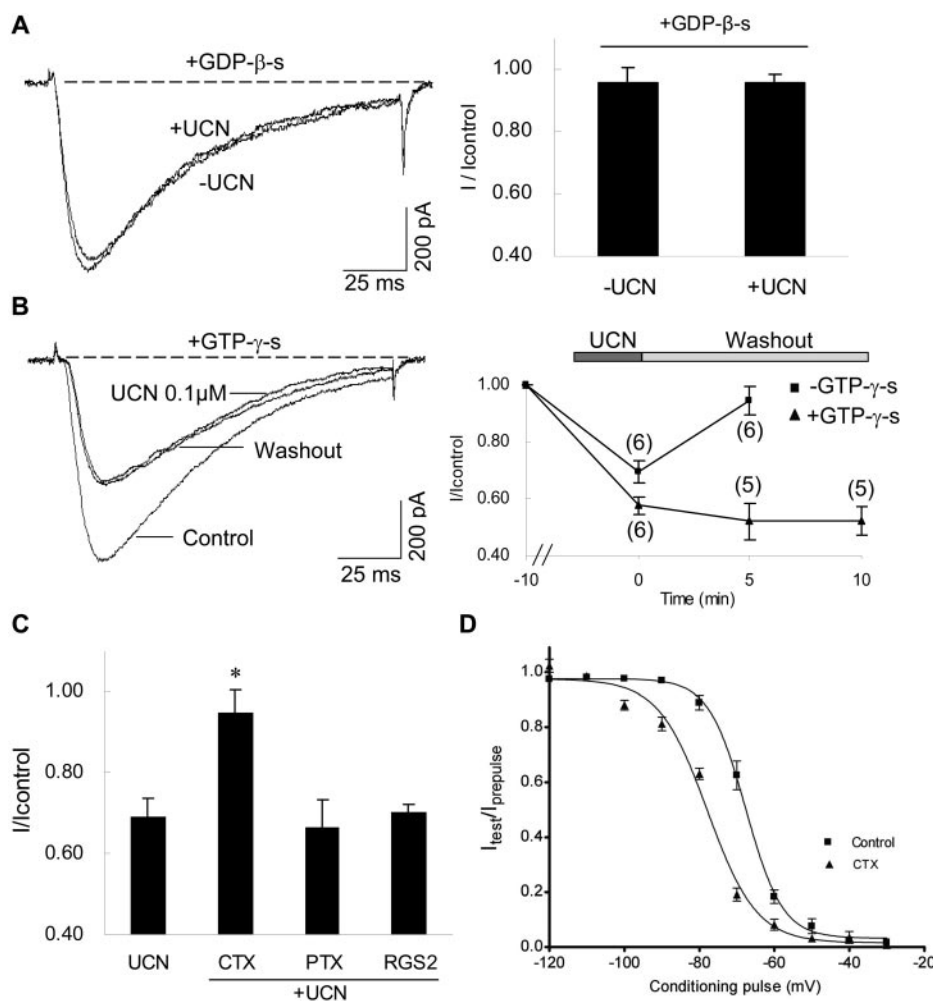 A
+GDP-β-s
+UCN
-UCN
200 pA
25 ms
+GDP-β-s
I / Icontrol
1.00
0.80
0.60
0.40
-UCN +UCN
B
+GTP-γ-s
UCN 0.1µM
Washout
Control
200 pA
25 ms
UCN Washout
-GTP-γ-s
+GTP-γ-s
I/Icontrol
1.00
0.80
0.60
0.40
(6)
(6)
(6)
(5)
(5)
-10 0 5 10
Time (min)
C
I/Icontrol
1.00
0.80
0.60
0.40
*
UCN CTX PTX RGS2
+UCN
D
Itest/Iprepulse
1.0
0.8
0.6
0.4
0.2
0.0
Control
CTX
-120 -100 -80 -60 -40 -20
Conditioning pulse (mV)